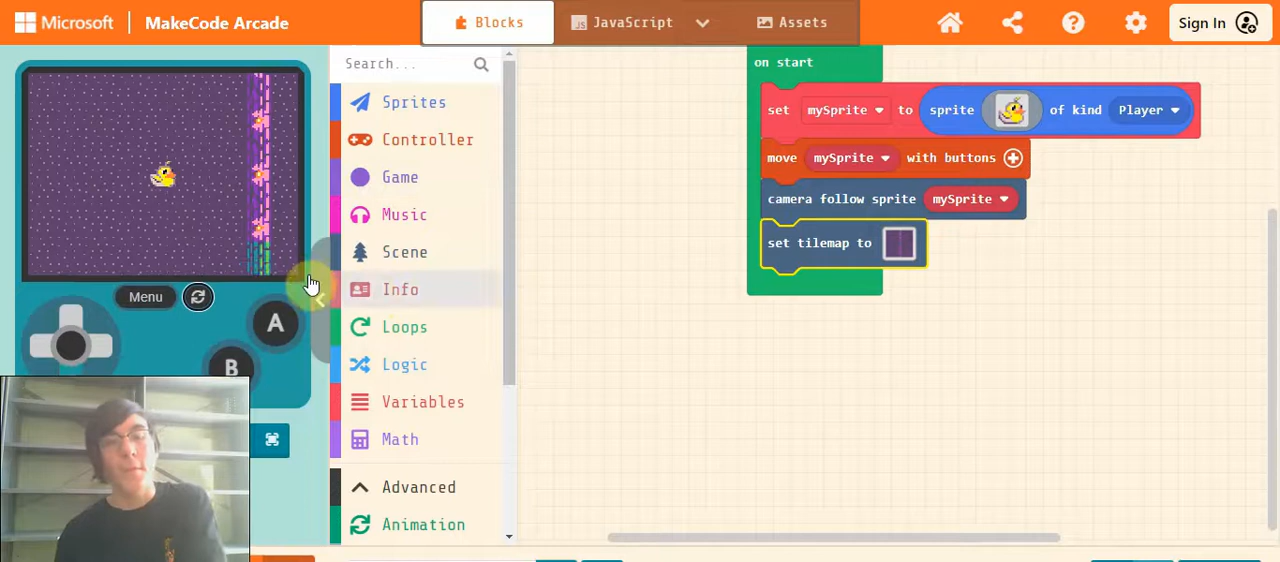 Microsoft MakeCode Arcade Blocks JavaScript Assets Sign In
Search...
Sprites
Controller
Game
Music
Scene
Info
Loops
Logic
Variables
Math
Advanced
Animation
Menu
A
B
on start
set mySprite to sprite of kind Player
move mySprite with buttons
camera follow sprite mySprite
set tilemap to